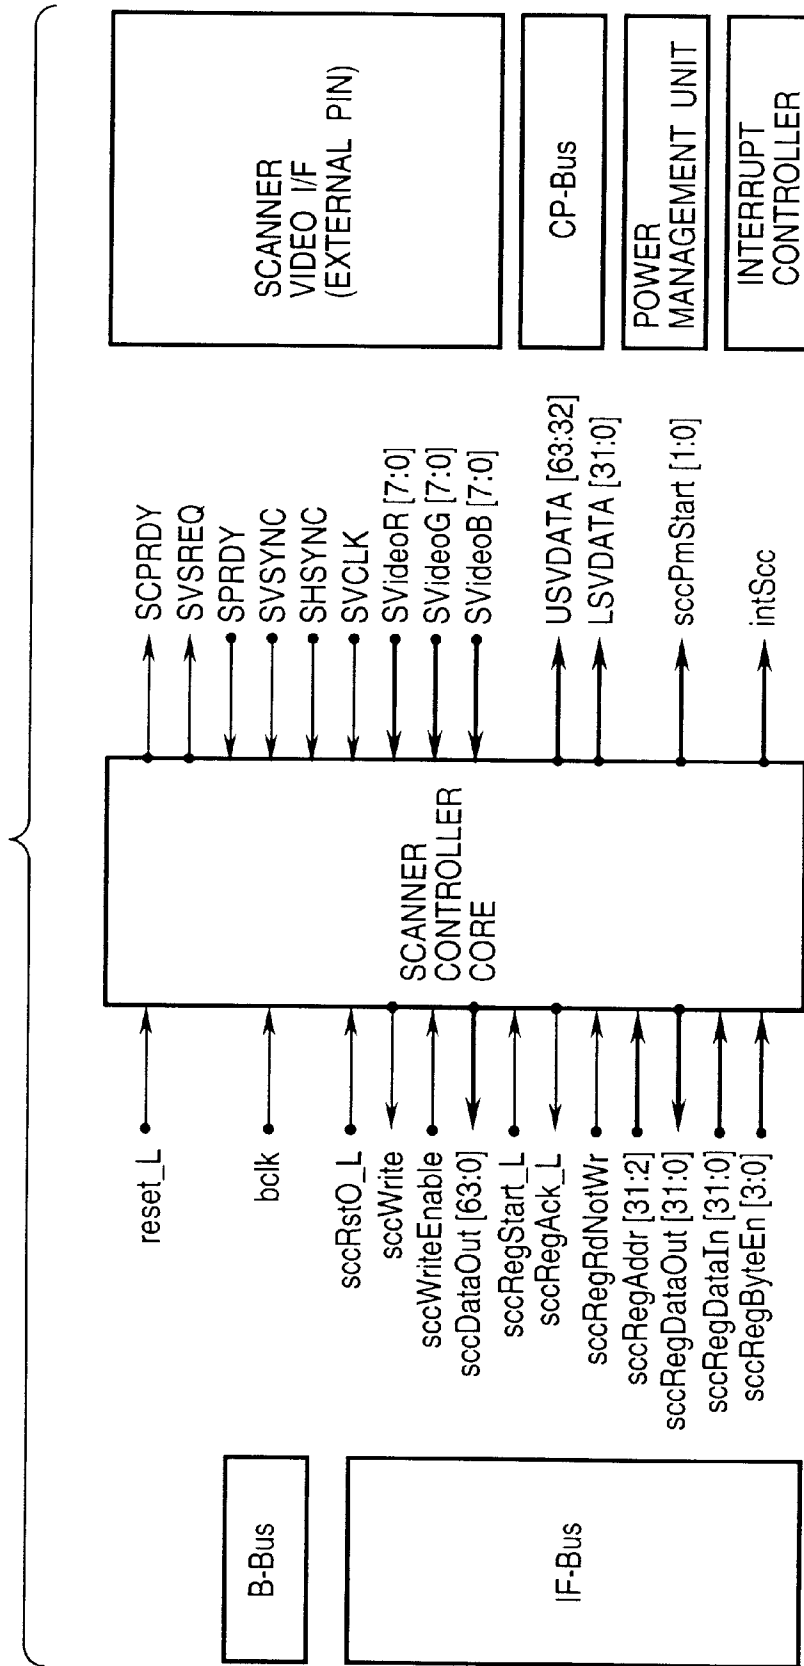 B-Bus
IF-Bus
reset_L
bclk
sccRstO_L
sccWrite
sccWriteEnable
sccDataOut [63:0]
sccRegStart_L
sccRegAck_L
sccRegRdNotWr
sccRegAddr [31:2]
sccRegDataOut [31:0]
sccRegDataIn [31:0]
sccRegByteEn [3:0]
SCANNER
CONTROLLER
CORE
SCPRDY
SVSREQ
SPRDY
SVSYNC
SHSYNC
SVCLK
SVideoR [7:0]
SVideoG [7:0]
SVideoB [7:0]
USVDATA [63:32]
LSVDATA [31:0]
sccPmStart [1:0]
intScc
SCANNER
VIDEO I/F
(EXTERNAL PIN)
CP-Bus
POWER
MANAGEMENT UNIT
INTERRUPT
CONTROLLER